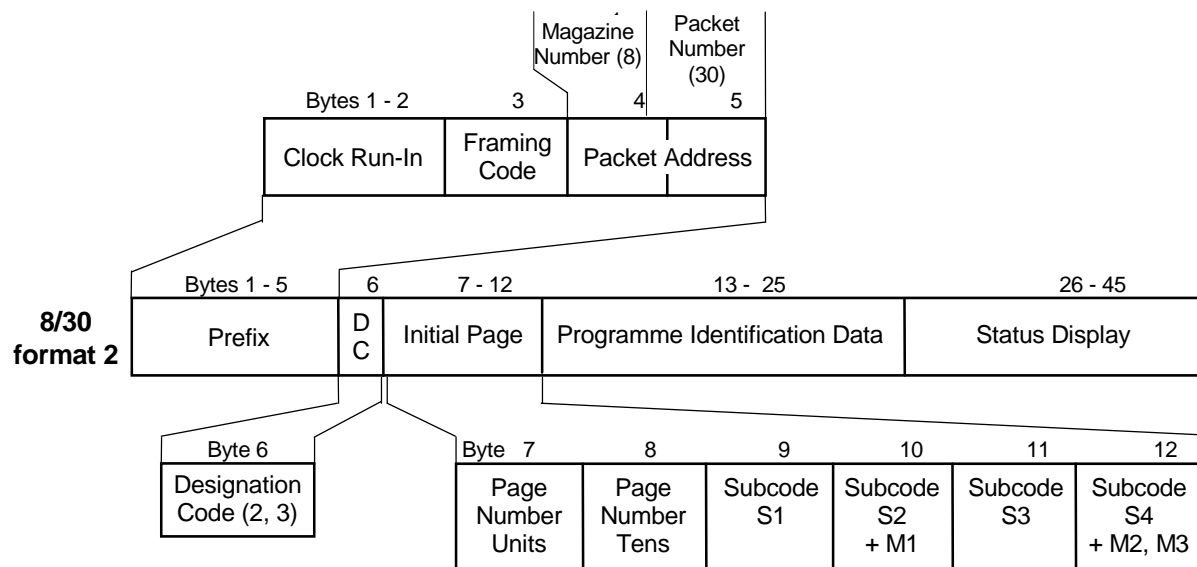 Magazine
Number (8)
Packet
Number
(30)
Bytes 1 - 2
3
4
5
Clock Run-In
Framing
Code
Packet Address
Bytes 1 - 5
6
7 - 12
13 - 25
26 - 45
8/30
format 2
Prefix
D
C
Initial Page
Programme Identification Data
Status Display
Byte 6
Designation
Code (2, 3)
Byte 7
8
9
10
11
12
Page
Number
Units
Page
Number
Tens
Subcode
S1
Subcode
S2
+ M1
Subcode
S3
Subcode
S4
+ M2, M3